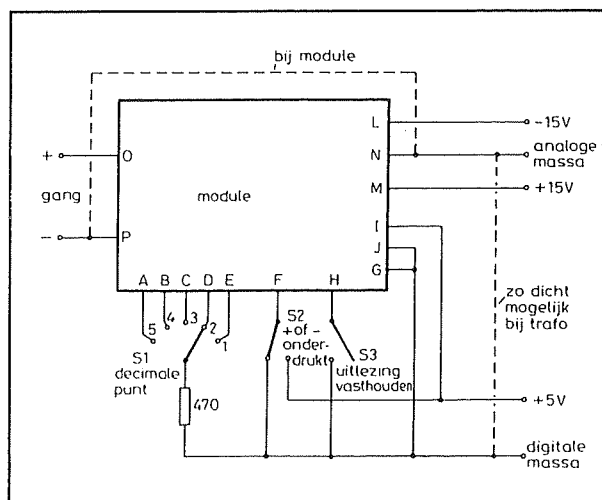 bij module
L
-15V
N
analoge
massa
+
O
M
+15V
gang
module
I
-
P
J
G
A
B
C
D
E
F
H
5
4
3
2
1
S1
decimale
punt
S2
+of-
onder-
drukt
S3
uitlezing
vasthouden
zo dicht
mogelijk
bij trafo
470
+5V
digitale
massa